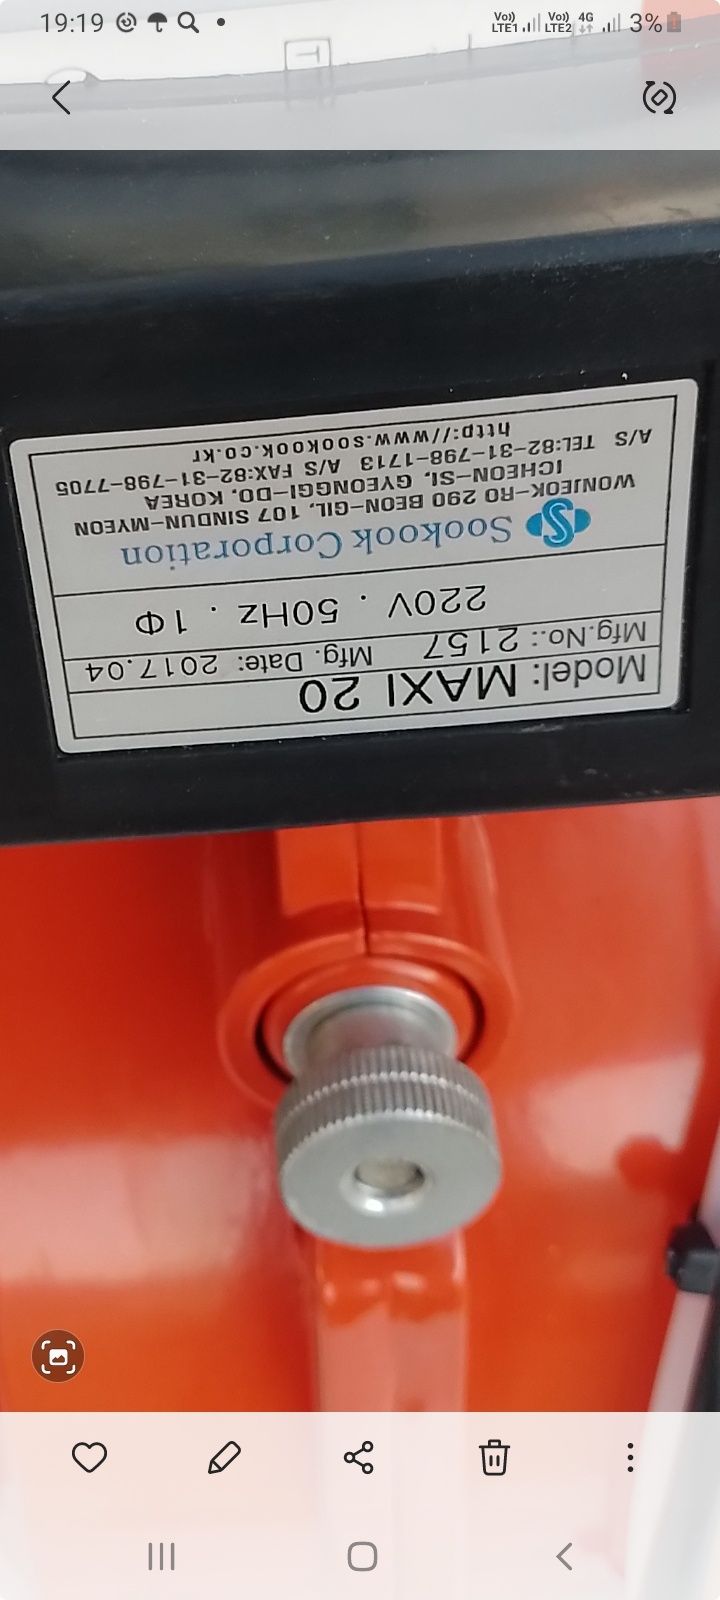 19:19
Vo)) LTE1 Vo)) LTE2 4G 3%
Model: MAXI 20
Mfg.No.: 2157 Mfg. Date: 2017.04
220V . 50Hz . 1Φ
S Sookook Corporation
WONJEOK-RO 290 BEON-GIL, 107 SINDUN-MYEON
ICHEON-SI, GYEONGGI-DO, KOREA
A/S TEL:82-31-798-1713 A/S FAX:82-31-798-7705
http://www.sookook.co.kr